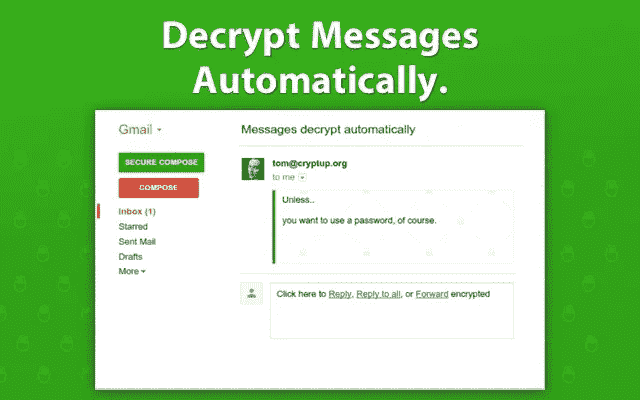 Decrypt Messages
Automatically.
Gmail
Messages decrypt automatically
SECURE COMPOSE
COMPOSE
Inbox (1)
Starred
Sent Mail
Drafts
More
tom@cryptup.org
to me
Unless..
you want to use a password, of course.
Click here to Reply, Reply to all, or Forward encrypted